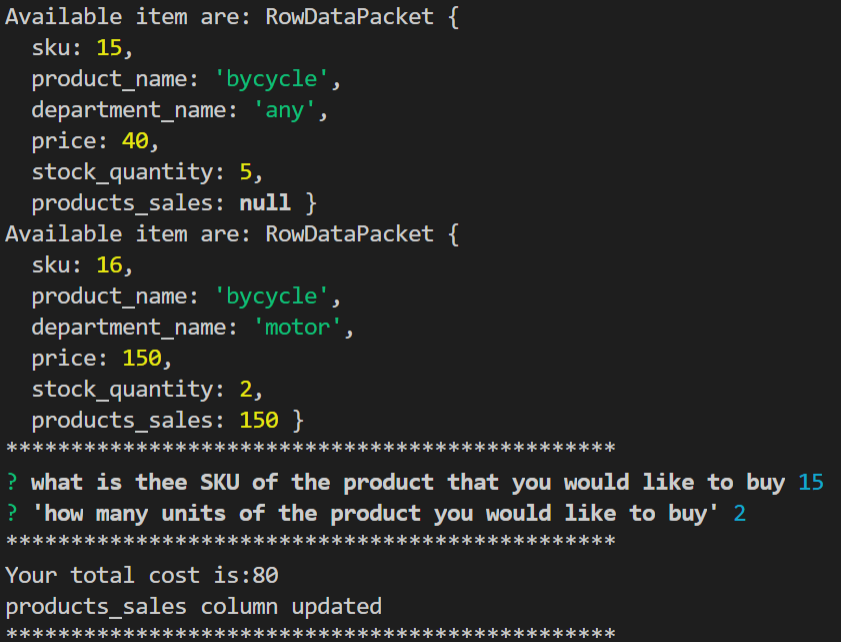 Available item are: RowDataPacket {
  sku: 15,
  product_name: 'bycycle',
  department_name: 'any',
  price: 40,
  stock_quantity: 5,
  products_sales: null }
Available item are: RowDataPacket {
  sku: 16,
  product_name: 'bycycle',
  department_name: 'motor',
  price: 150,
  stock_quantity: 2,
  products_sales: 150 }
***********************************************
? what is thee SKU of the product that you would like to buy 15
? 'how many units of the product you would like to buy' 2
***********************************************
Your total cost is:80
products_sales column updated
***********************************************